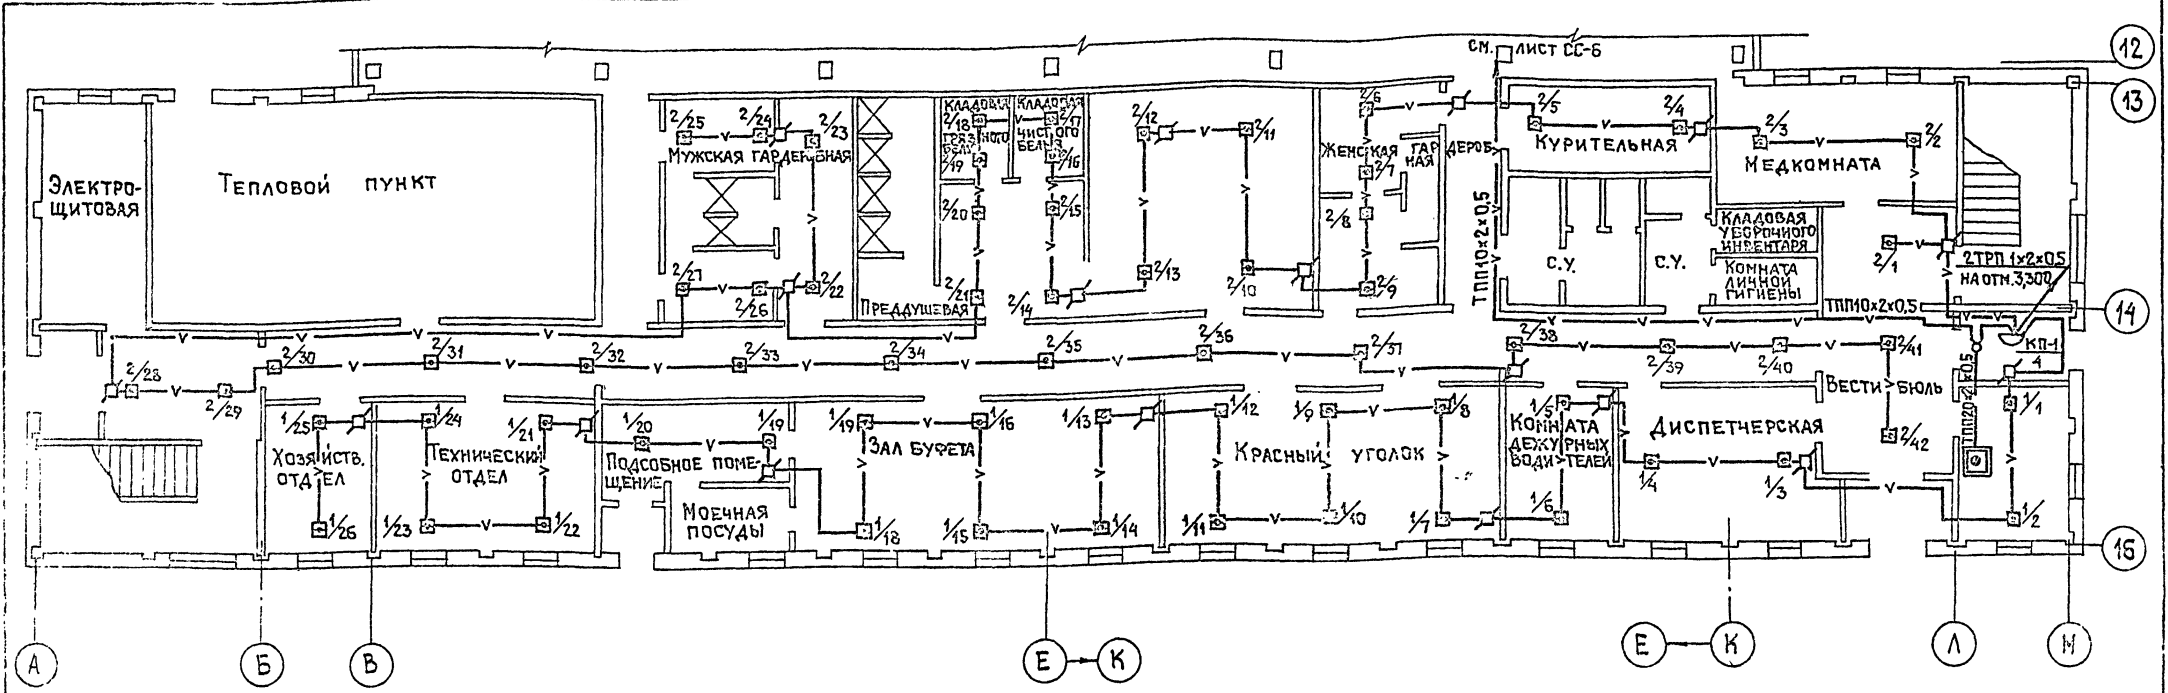 СМ. ЛИСТ СС-6
12
13
14
16
ЭЛЕКТРО-
ЩИТОВАЯ
ТЕПЛОВОЙ ПУНКТ
2/25
2/24
2/23
МУЖСКАЯ ГАРДЕРОБНАЯ
2/27
2/26
2/22
КЛАДОВАЯ
ГРЯЗНОГО
БЕЛЬЯ
КЛАДОВАЯ
ЧИСТОГО
БЕЛЬЯ
2/18
2/17
2/19
2/16
2/20
2/15
2/21
2/14
ПРЕДДУШЕВАЯ
2/12
2/11
2/13
2/10
2/6
ЖЕНСКАЯ ГАРДЕРОБ-
НАЯ
2/7
2/8
2/9
ТПП10×2×0,5
2/5
2/4
КУРИТЕЛЬНАЯ
2/3
2/2
МЕДКОМНАТА
С.У.
С.У.
КЛАДОВАЯ
УБОРОЧНОГО
ИНВЕНТАРЯ
КОМНАТА
ЛИЧНОЙ
ГИГИЕНЫ
2/1
2ТРП 1×2×0,5
НА ОТМ. 3,300
ТПП10×2×0,5
КП-1
4
ТПП20×2×0,5
2/28
2/29
2/30
2/31
2/32
2/33
2/34
2/35
2/36
2/37
2/38
2/39
2/40
2/41
ВЕСТИБЮЛЬ
2/42
1/25
1/24
1/21
1/20
1/19
1/19
1/16
1/13
1/12
1/9
1/8
1/5
1/1
ХОЗЯЙСТВ.
ОТДЕЛ
ТЕХНИЧЕСКИЙ
ОТДЕЛ
ПОДСОБНОЕ ПОМЕ-
ЩЕНИЕ
МОЕЧНАЯ
ПОСУДЫ
ЗАЛ БУФЕТА
КРАСНЫЙ УГОЛОК
КОМНАТА
ДЕЖУРНЫХ
ВОДИТЕЛЕЙ
ДИСПЕТЧЕРСКАЯ
1/26
1/23
1/22
1/18
1/15
1/14
1/11
1/10
1/7
1/6
1/4
1/3
1/2
А
Б
В
Е
К
Е
К
Л
М